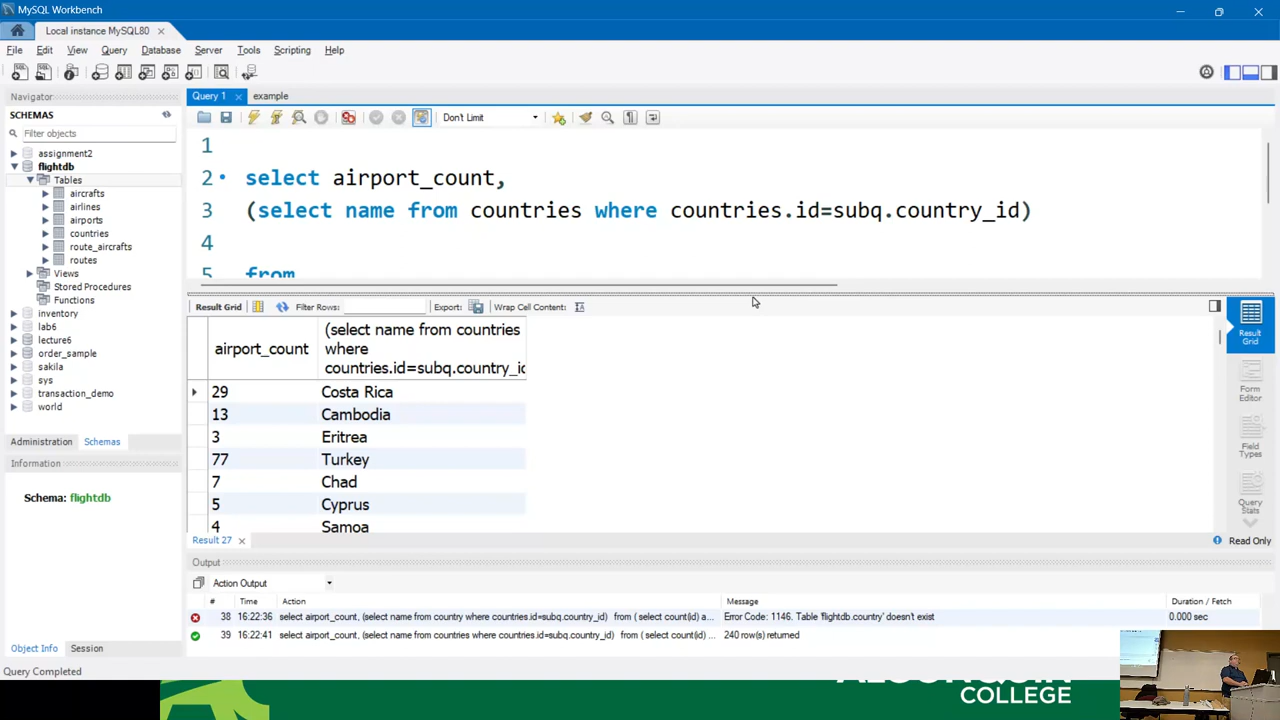 MySQL Workbench
Local instance MySQL80
File Edit View Query Database Server Tools Scripting Help
Navigator
SCHEMAS
Filter objects
assignment2
flightdb
Tables
aircrafts
airlines
airports
countries
route_aircrafts
routes
Views
Stored Procedures
Functions
inventory
lab6
lecture6
order_sample
sakila
sys
transaction_demo
world
Administration Schemas
Information
Schema: flightdb
Object Info Session
Query Completed
Query 1 example
Don't Limit
1
2 select airport_count,
3 (select name from countries where countries.id=subq.country_id)
4
5 from
Result Grid Filter Rows: Export: Wrap Cell Content:
airport_count (select name from countries
where
countries.id=subq.country_id
29 Costa Rica
13 Cambodia
3 Eritrea
77 Turkey
7 Chad
5 Cyprus
4 Samoa
Result 27
Result
Grid
Form
Editor
Field
Types
Query
Stats
Read Only
Output
Action Output
# Time Action Message Duration / Fetch
38 16:22:36 select airport_count, (select name from country where countries.id=subq.country_id) from ( select count(id) a... Error Code: 1146. Table 'flightdb.country' doesn't exist 0.000 sec
39 16:22:41 select airport_count, (select name from countries where countries.id=subq.country_id) from ( select count(id) ... 240 row(s) returned
ALGONQUIN
COLLEGE